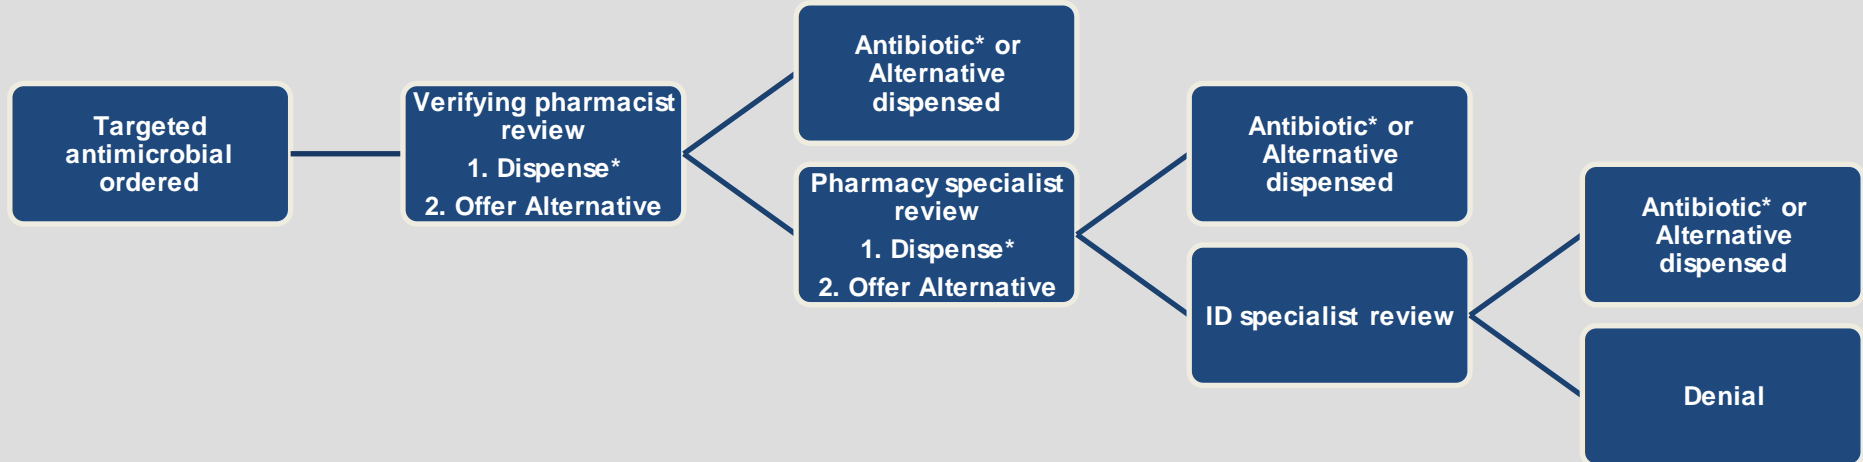 Targeted
antimicrobial
ordered
Verifying pharmacist
review
1. Dispense*
2. Offer Alternative
Antibiotic* or
Alternative
dispensed
Pharmacy specialist
review
1. Dispense*
2. Offer Alternative
Antibiotic* or
Alternative
dispensed
ID specialist review
Antibiotic* or
Alternative
dispensed
Denial